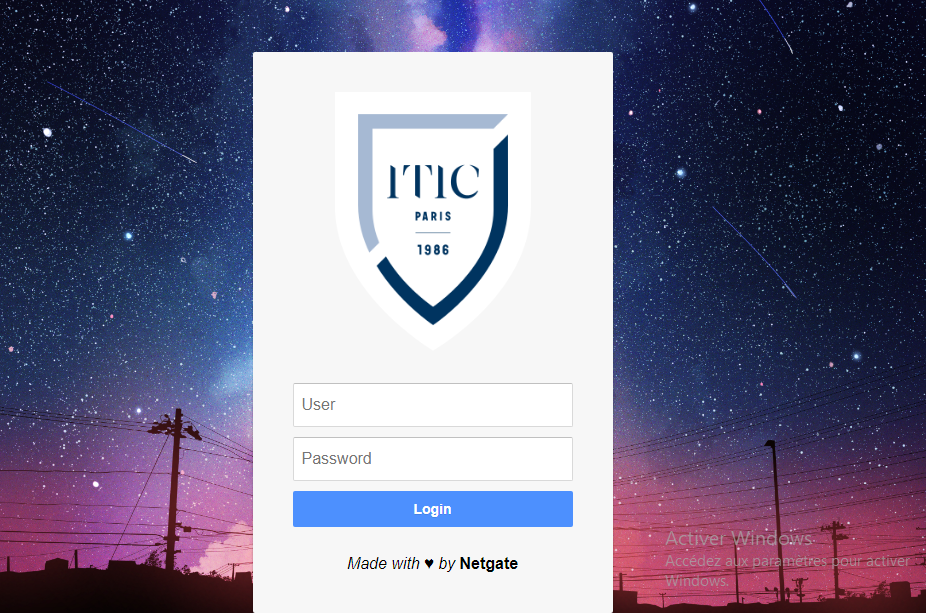 ITIC
PARIS
1986
User
Password
Login
Made with ♥ by Netgate
Activer Windows
Accédez aux paramètres pour activer
Windows.